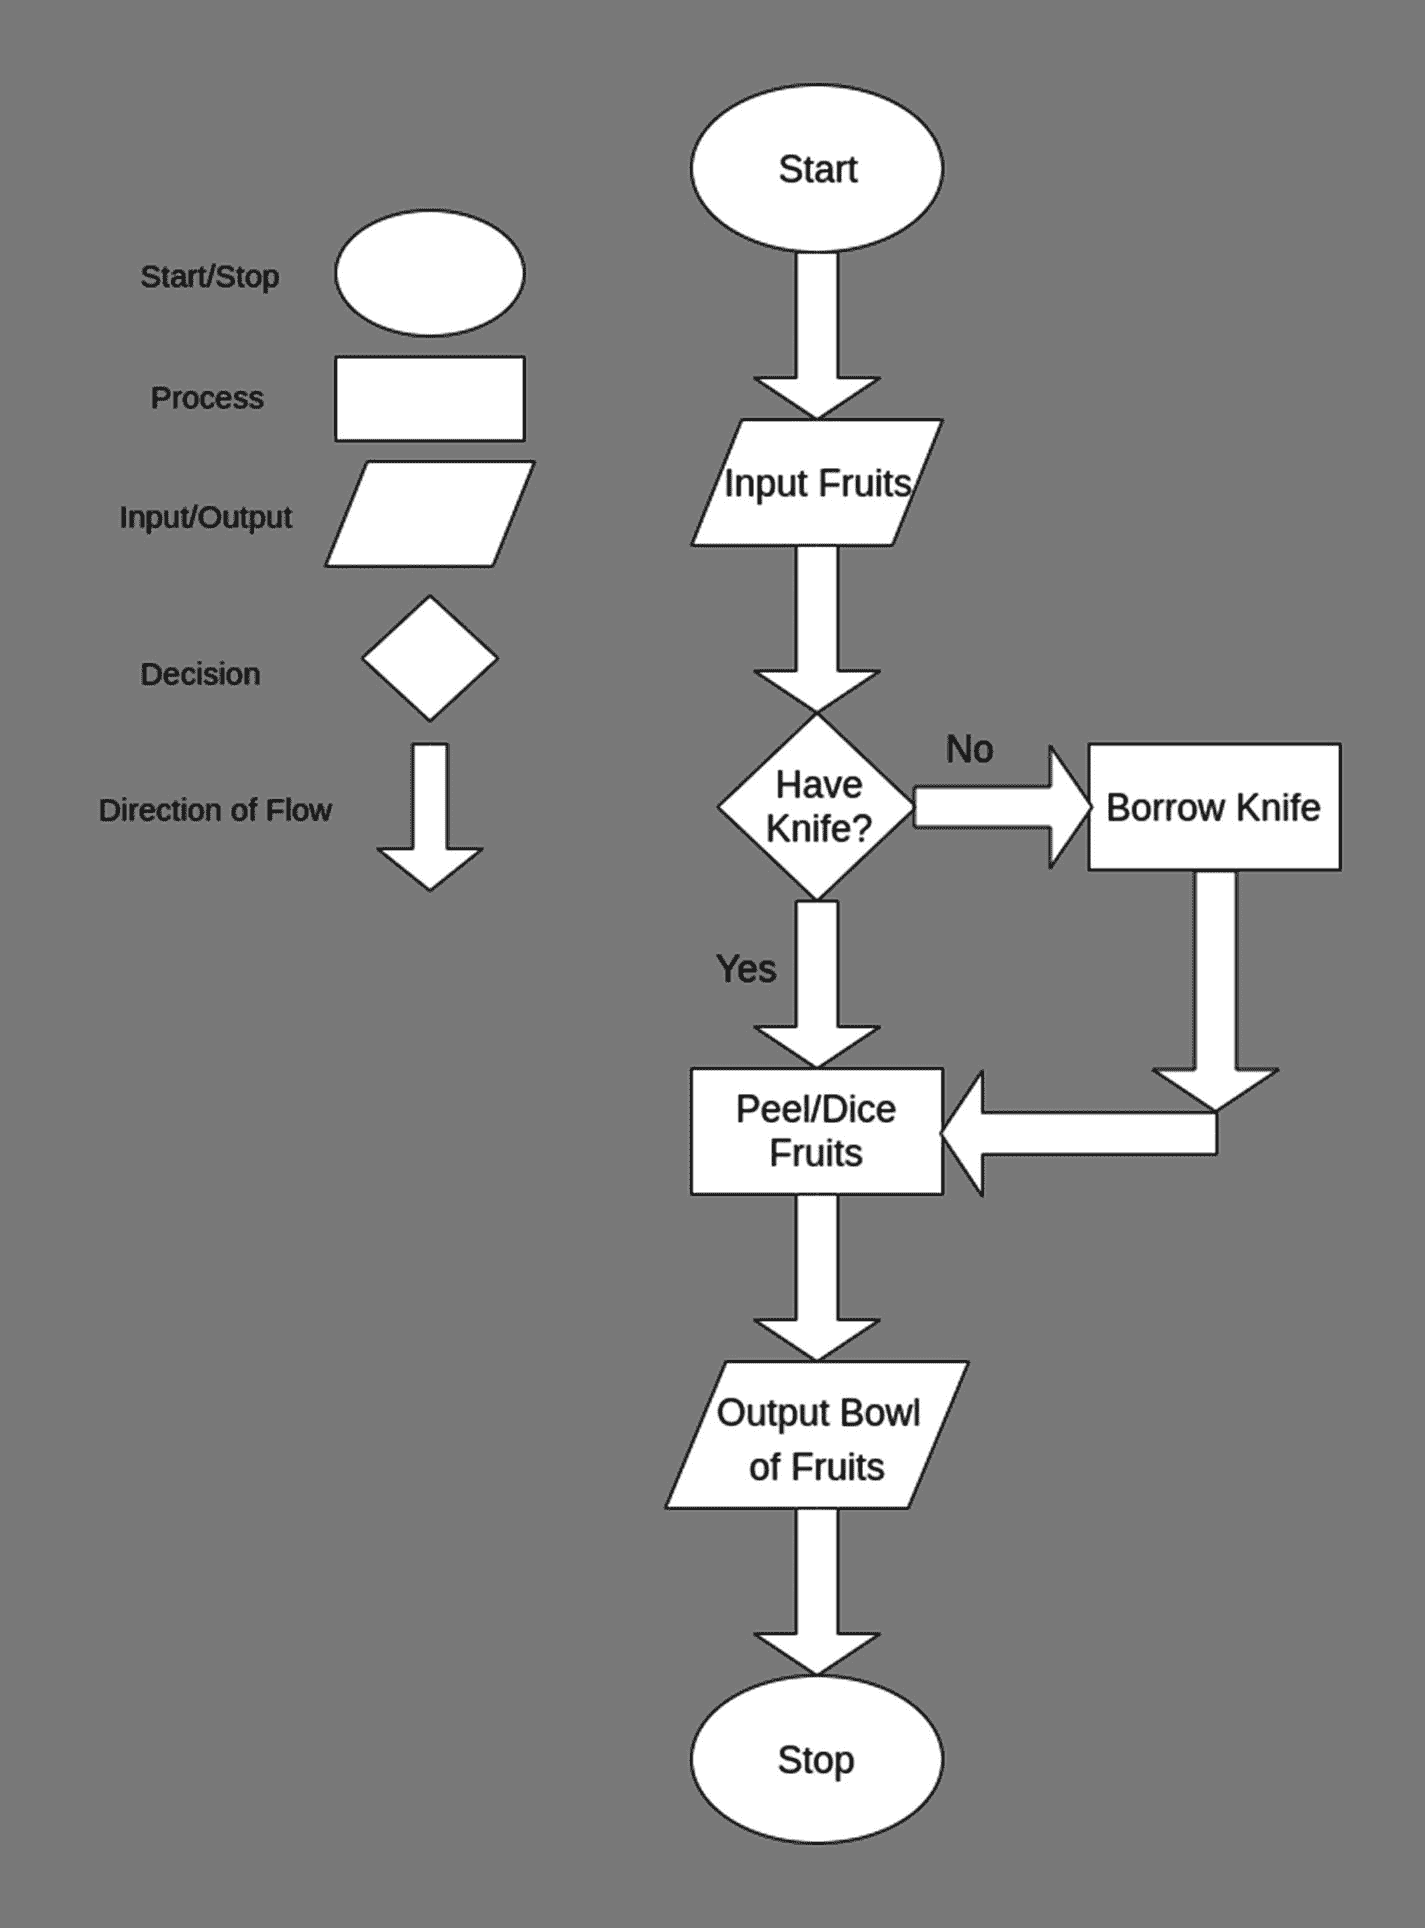 Start/Stop
Process
Input/Output
Decision
Direction of Flow
Start
Input Fruits
Have
Knife?
No
Borrow Knife
Yes
Peel/Dice
Fruits
Output Bowl
of Fruits
Stop